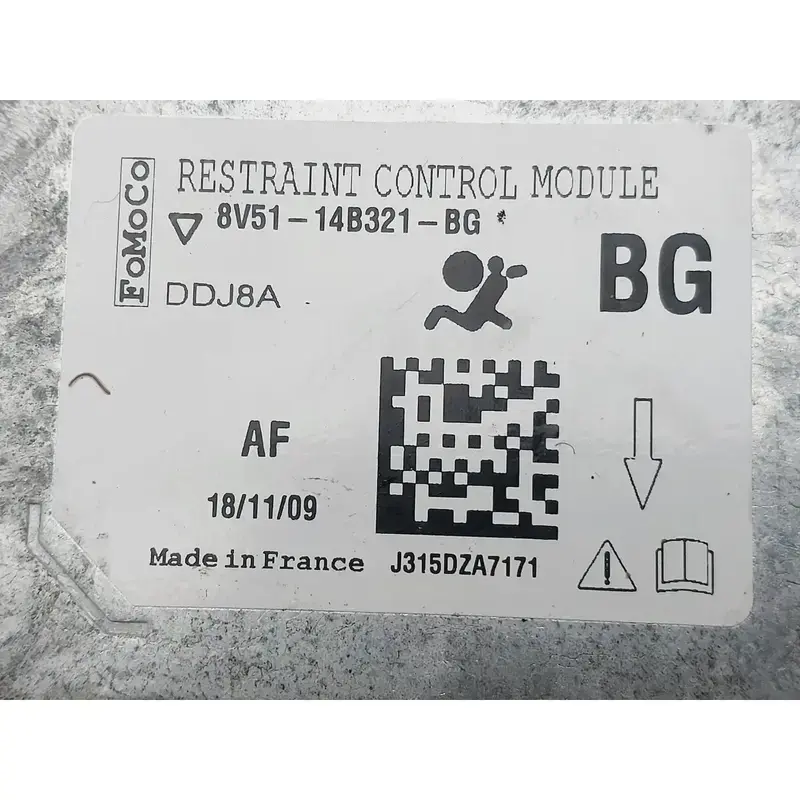 FoMoCo
RESTRAINT CONTROL MODULE
8V51-14B321-BG
BG
DDJ8A
AF
18/11/09
Made in France
J315DZA7171